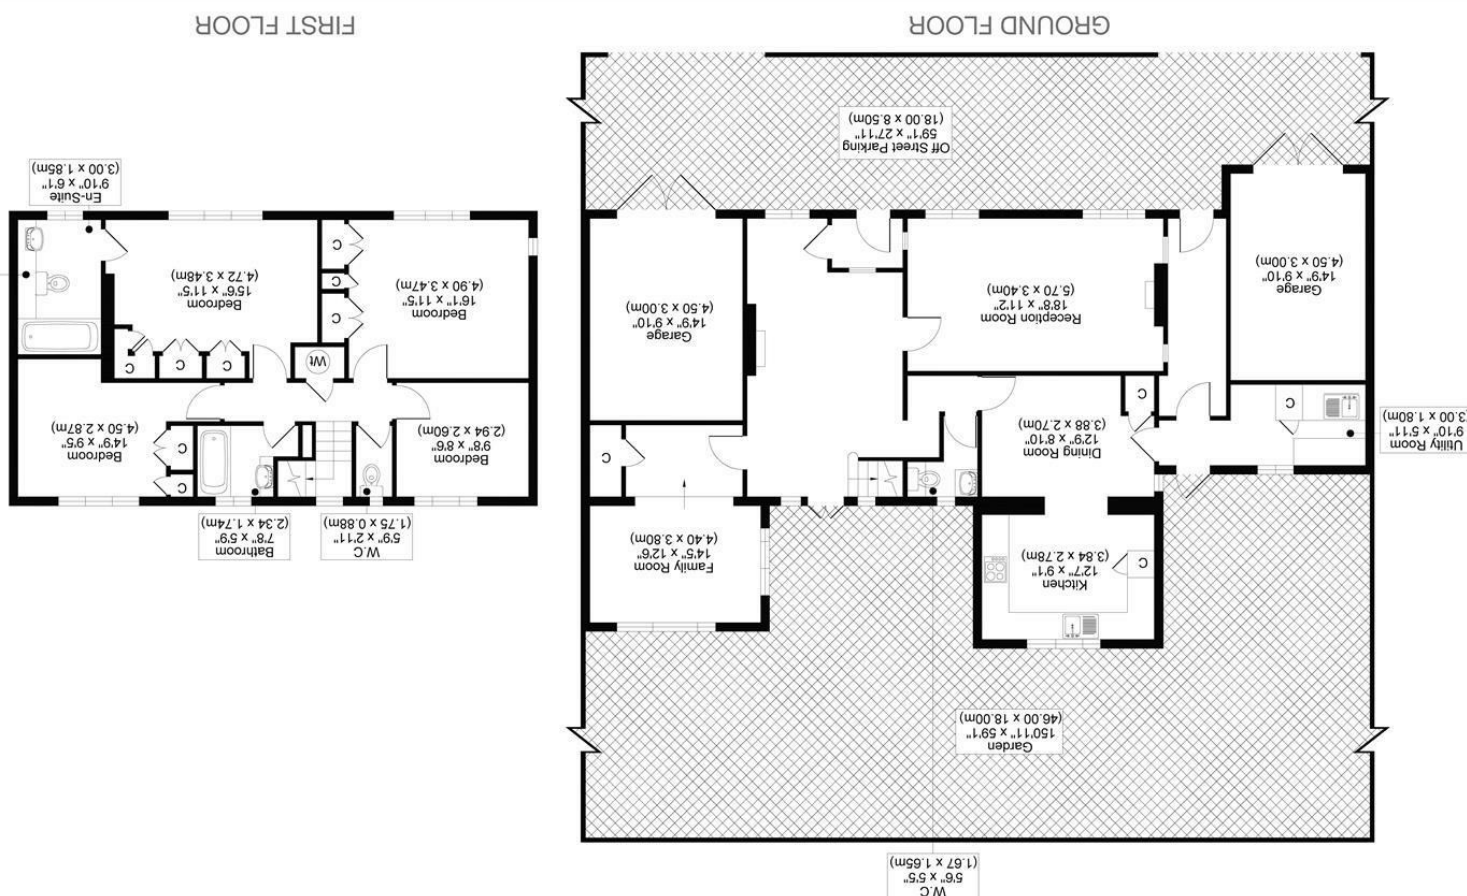 W.C
5'6" x 5'5"
(1.67 x 1.65m)
Garden
150'11" x 59'1"
(46.00 x 18.00m)
C
Kitchen
12'7" x 9'1"
(3.84 x 2.78m)
Family Room
14'5" x 12'6"
(4.40 x 3.80m)
Utility Room
9'10" x 5'11"
3.00 x 1.80m)
C
C
Dining Room
12'9" x 8'10"
(3.88 x 2.70m)
C
Garage
14'9" x 9'10"
(4.50 x 3.00m)
Reception Room
18'8" x 11'2"
(5.70 x 3.40m)
Garage
14'9" x 9'10"
(4.50 x 3.00m)
Off Street Parking
59'1" x 27'11"
(18.00 x 8.50m)
GROUND FLOOR
W.C
5'9" x 2'11"
(1.75 x 0.88m)
Bathroom
7'8" x 5'9"
(2.34 x 1.74m)
Bedroom
9'8" x 8'6"
(2.94 x 2.60m)
C
C
Bedroom
14'9" x 9'5"
(4.50 x 2.87m)
Wt
C
C
C
Bedroom
16'1" x 11'5"
(4.90 x 3.47m)
C
C
C
Bedroom
15'6" x 11'5"
(4.72 x 3.48m)
En-Suite
9'10" x 6'1"
(3.00 x 1.85m)
FIRST FLOOR